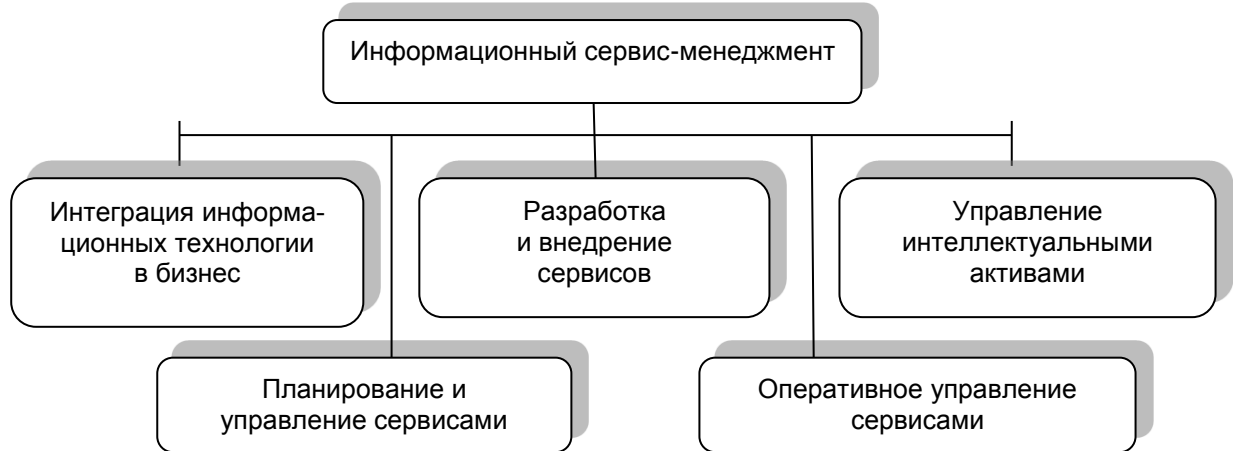 Информационный сервис-менеджмент
Интеграция информа-
ционных технологии
в бизнес
Разработка
и внедрение
сервисов
Управление
интеллектуальными
активами
Планирование и
управление сервисами
Оперативное управление
сервисами